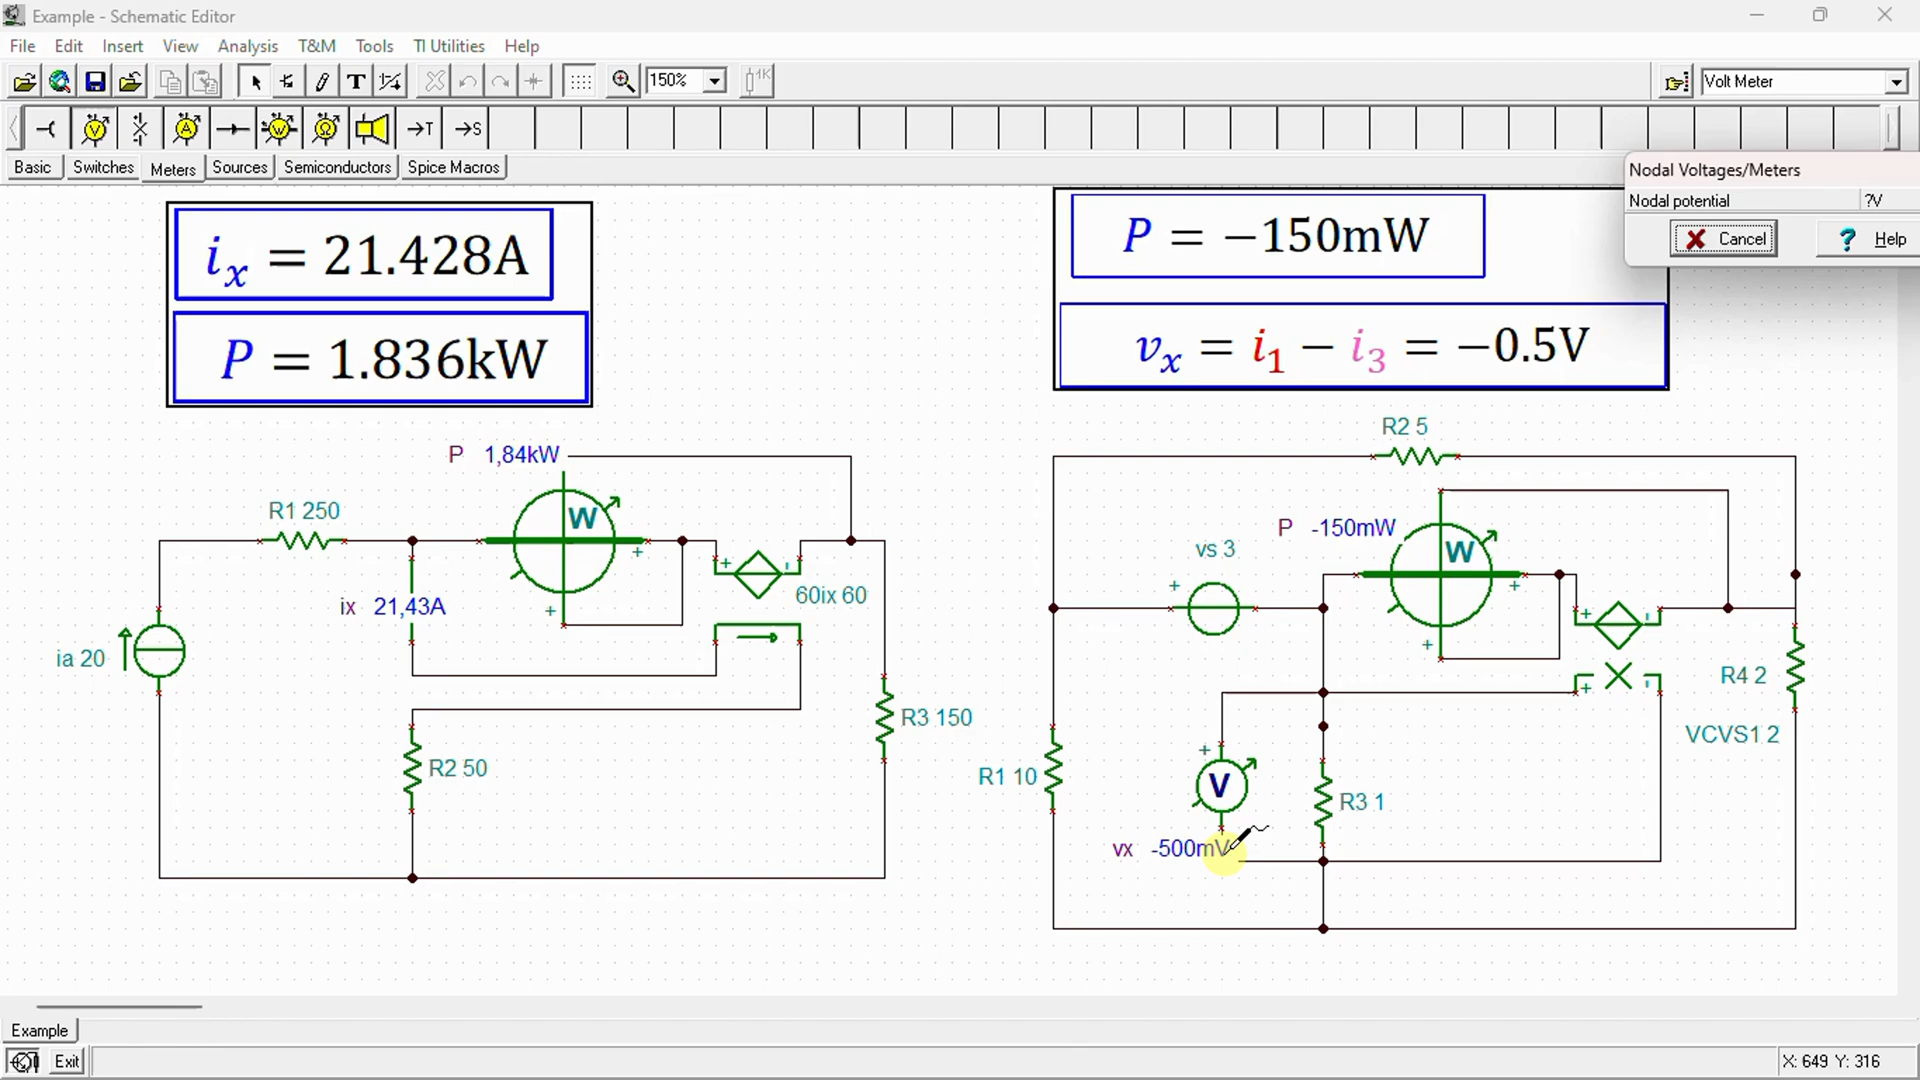 Example - Schematic Editor
File Edit Insert View Analysis T&M Tools TI Utilities Help
150% 1K Volt Meter
V A W Ω →T →S
Basic Switches Meters Sources Semiconductors Spice Macros
Nodal Voltages/Meters
Nodal potential ?V
Cancel ? Help
i_x = 21.428A
P = 1.836kW
P = −150mW
v_x = i_1 − i_3 = −0.5V
P 1,84kW
R1 250
W
+
+
+
60ix 60
ix 21,43A
ia 20
R3 150
R2 50
R2 5
P -150mW
vs 3
+
W
+
+
+
+
R4 2
VCVS1 2
R1 10
+
V
R3 1
vx -500mV
Example
Exit
X: 649 Y: 316